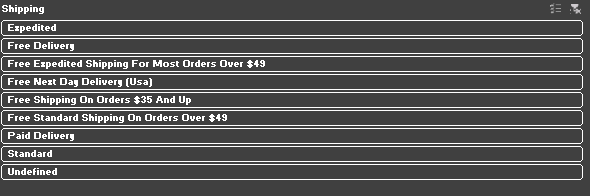 Shipping
Expedited
Free Delivery
Free Expedited Shipping For Most Orders Over $49
Free Next Day Delivery (Usa)
Free Shipping On Orders $35 And Up
Free Standard Shipping On Orders Over $49
Paid Delivery
Standard
Undefined